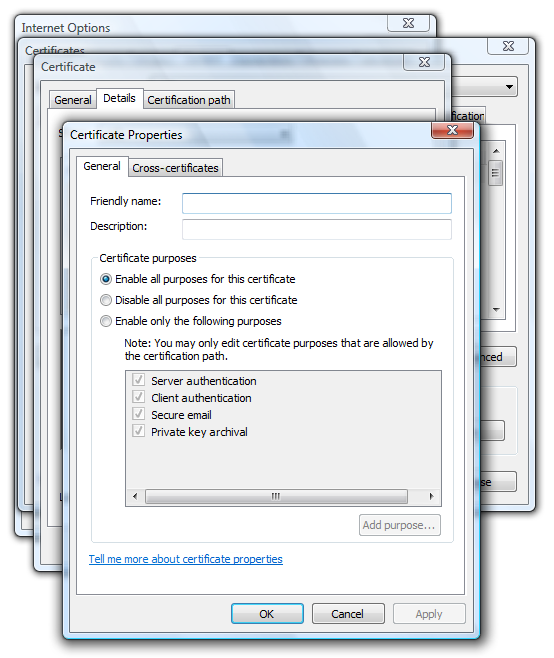 Internet Options
Certificates
Certificate
General
Details
Certification path
Certificate Properties
General
Cross-certificates
Friendly name:
Description:
Certificate purposes
Enable all purposes for this certificate
Disable all purposes for this certificate
Enable only the following purposes
Note: You may only edit certificate purposes that are allowed by
the certification path.
Server authentication
Client authentication
Secure email
Private key archival
Add purpose...
Tell me more about certificate properties
OK
Cancel
Apply